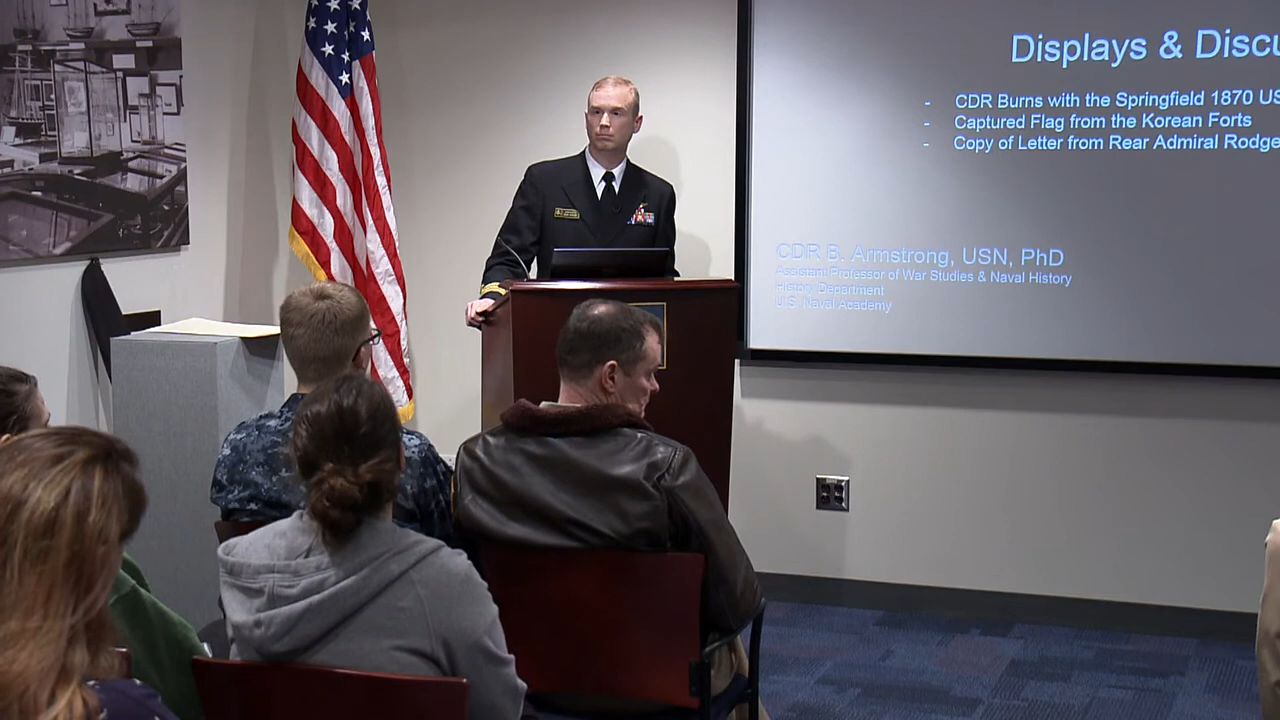 Displays & Discu
- CDR Burns with the Springfield 1870 US
- Captured Flag from the Korean Forts
- Copy of Letter from Rear Admiral Rodge
CDR B. Armstrong, USN, PhD
Assistant Professor of War Studies & Naval History
History Department
U.S. Naval Academy